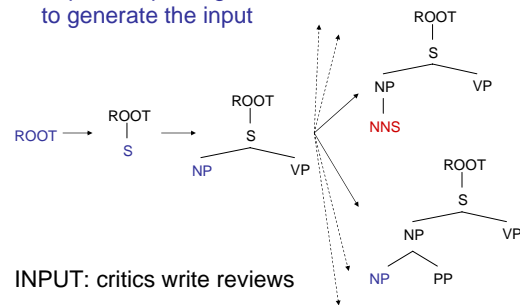 to generate the input
ROOT
S
NP VP
NNS
ROOT
ROOT
S
ROOT
S
NP VP
ROOT
S
NP VP
NP PP
INPUT: critics write reviews